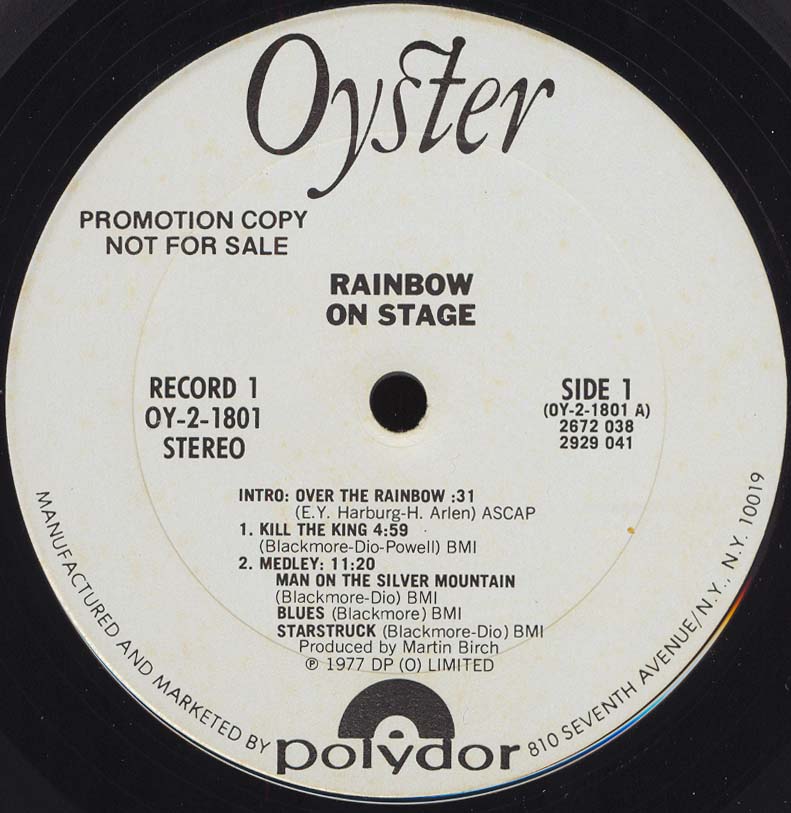 Oyster
PROMOTION COPY
NOT FOR SALE
RAINBOW
ON STAGE
RECORD 1
OY-2-1801
STEREO
SIDE 1
(OY-2-1801 A)
2672 038
2929 041
INTRO: OVER THE RAINBOW :31
(E.Y. Harburg-H. Arlen) ASCAP
1. KILL THE KING 4:59
(Blackmore-Dio-Powell) BMI
2. MEDLEY: 11:20
MAN ON THE SILVER MOUNTAIN
(Blackmore-Dio) BMI
BLUES (Blackmore) BMI
STARSTRUCK (Blackmore-Dio) BMI
Produced by Martin Birch
℗ 1977 DP (O) LIMITED
MANUFACTURED AND MARKETED BY polydor 810 SEVENTH AVENUE/N.Y., N.Y. 10019